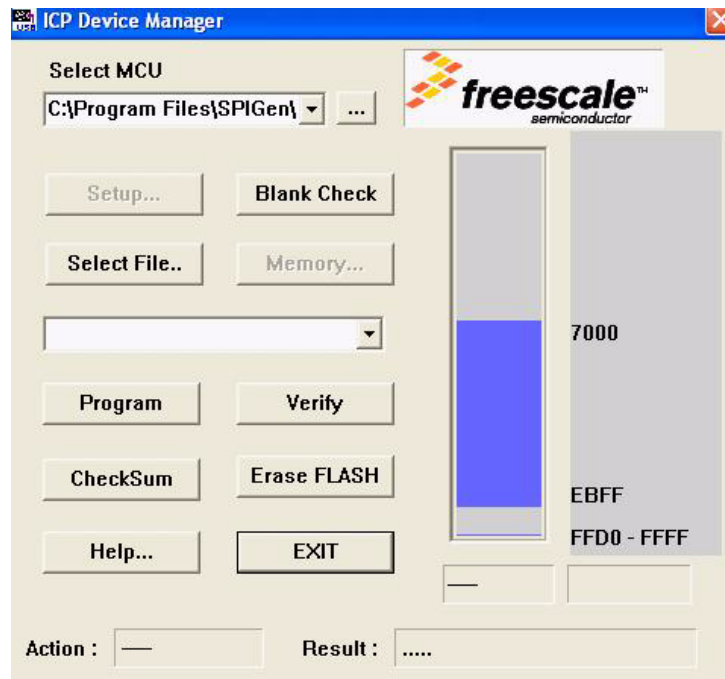 ICP Device Manager
Select MCU
C:\Program Files\SPIGen\
...
freescale™
semiconductor
Setup...
Blank Check
Select File..
Memory...
7000
Program
Verify
CheckSum
Erase FLASH
EBFF
FFD0 - FFFF
Help...
EXIT
Action :
Result :
.....